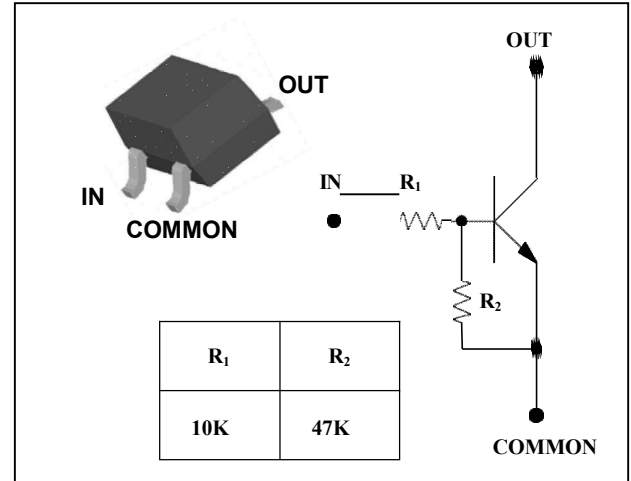 OUT
OUT
IN R₁
IN
COMMON
R₂
R₁ R₂
10K 47K
COMMON